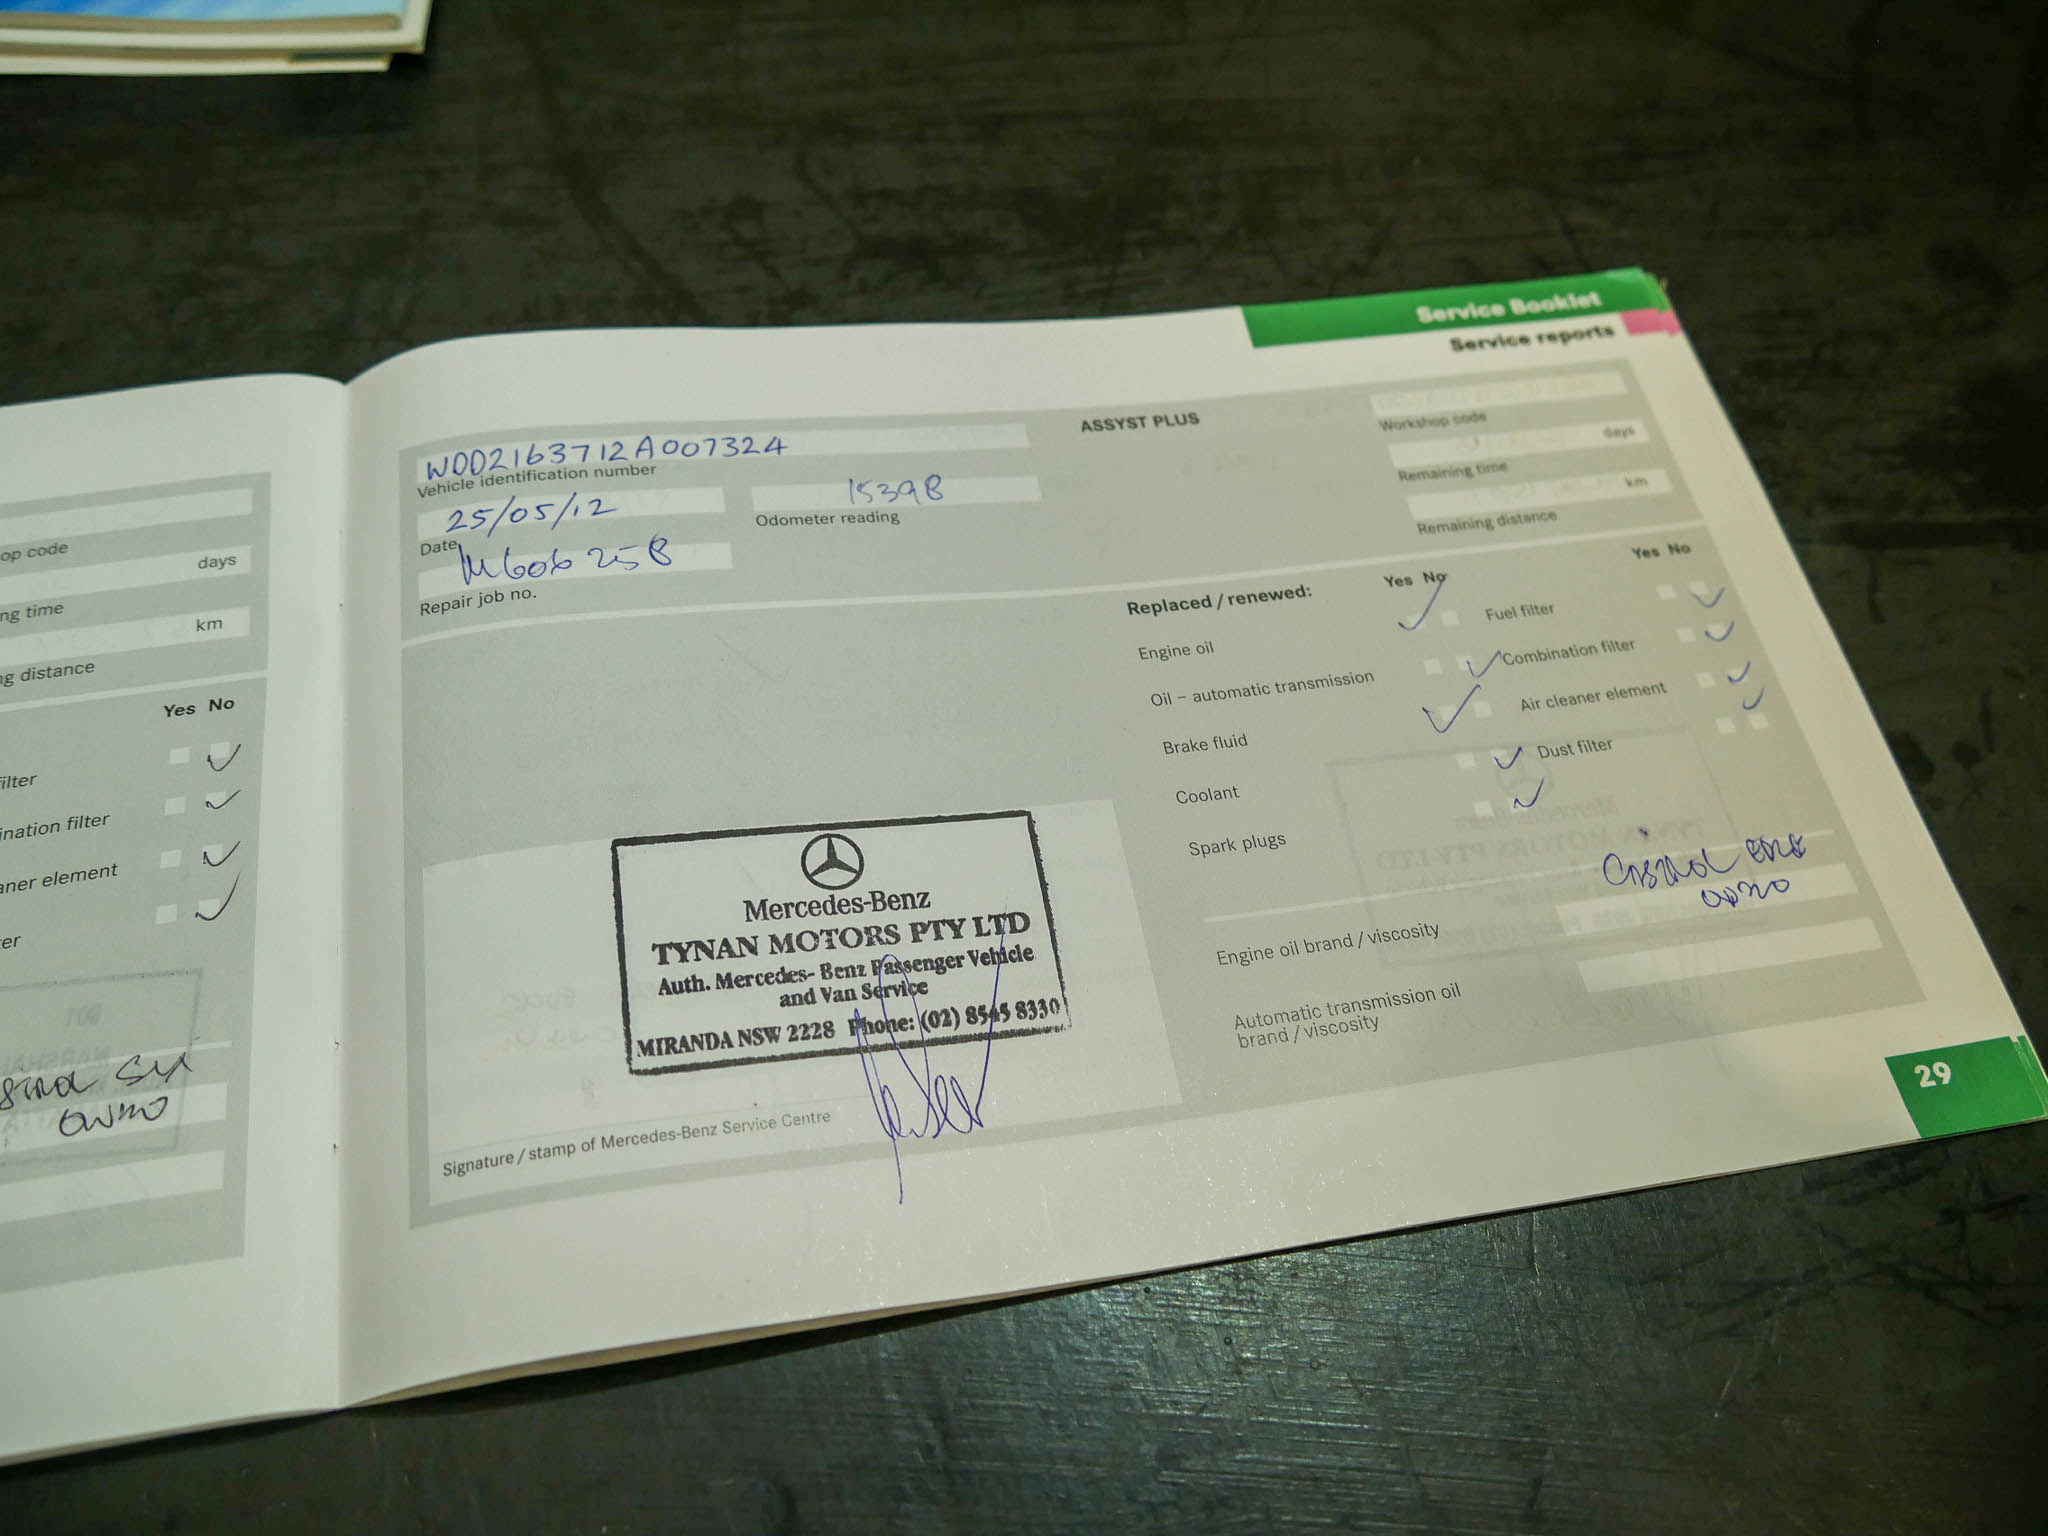 Service Booklet
Service reports
op code
days
ng time
km
ng distance
Yes No
ilter
ination filter
aner element
er
WDD2163712A007324
Vehicle identification number
25/05/12
Date
15398
Odometer reading
M606258
Repair job no.
ASSYST PLUS
Workshop code
days
Remaining time
km
Remaining distance
Replaced / renewed:
Yes No
Yes No
Engine oil
Fuel filter
Oil – automatic transmission
Combination filter
Brake fluid
Air cleaner element
Coolant
Dust filter
Spark plugs
CASTROL EDGE
Engine oil brand / viscosity
Automatic transmission oil
brand / viscosity
Mercedes-Benz
TYNAN MOTORS PTY LTD
Auth. Mercedes- Benz Passenger Vehicle
and Van Service
MIRANDA NSW 2228 Phone: (02) 8545 8330
Signature / stamp of Mercedes-Benz Service Centre
29